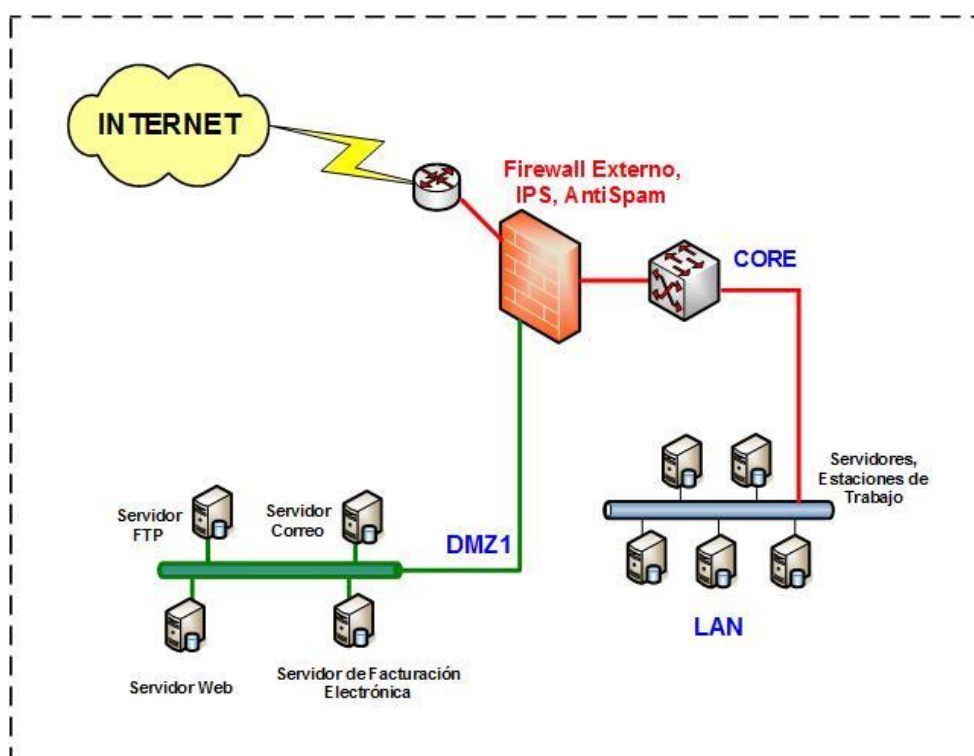 INTERNET
Firewall Externo,
IPS, AntiSpam
CORE
Servidor
FTP
Servidor
Correo
DMZ1
Servidores,
Estaciones de
Trabajo
LAN
Servidor Web
Servidor de Facturación
Electrónica